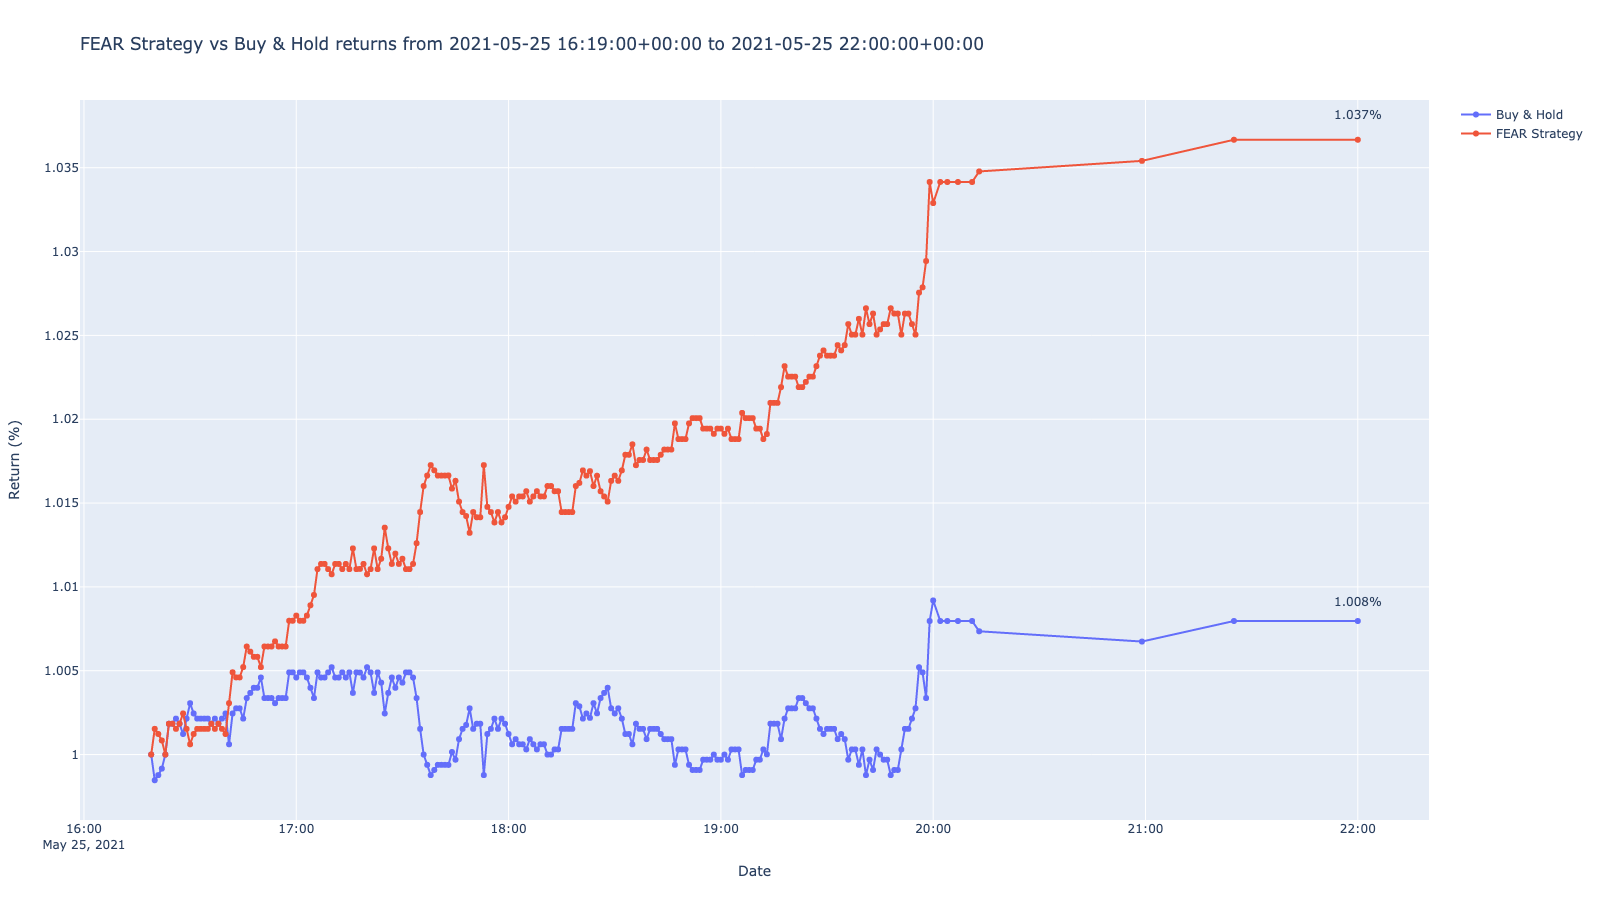 FEAR Strategy vs Buy & Hold returns from 2021-05-25 16:19:00+00:00 to 2021-05-25 22:00:00+00:00
1.037%
Buy & Hold
FEAR Strategy
1.035
1.03
1.025
1.02
1.015
1.01
1.005
1
Return (%)
1.008%
16:00
May 25, 2021
17:00
18:00
19:00
20:00
21:00
22:00
Date